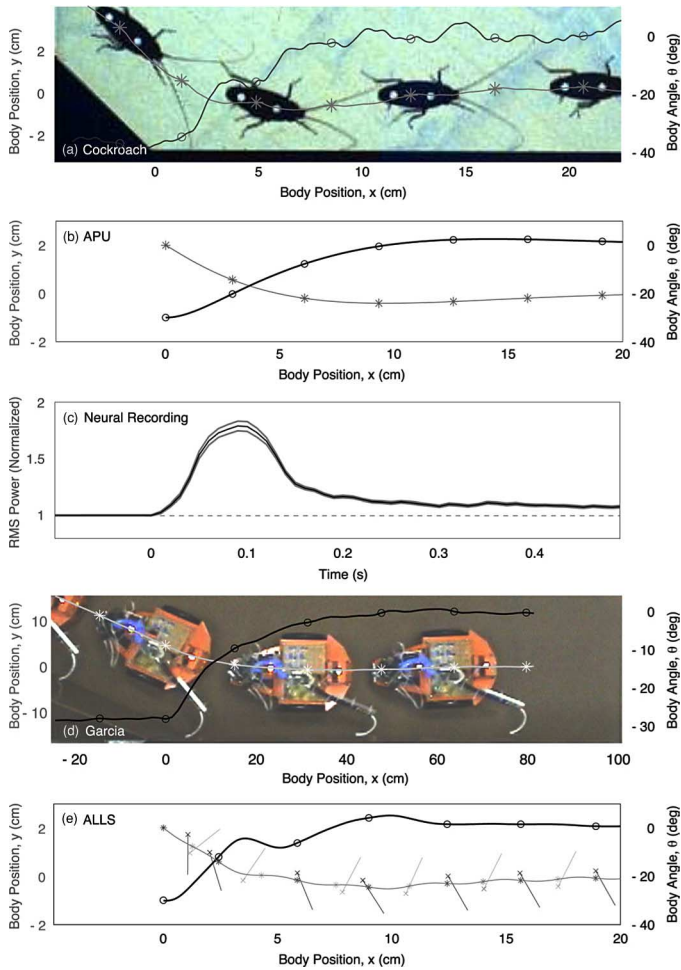 2
0
- 2
Body Position, y (cm)
(a) Cockroach
0
- 20
- 40
Body Angle, θ (deg)
0
5
10
15
20
Body Position, x (cm)
(b) APU
2
0
- 2
Body Position, y (cm)
0
- 20
- 40
Body Angle, θ (deg)
0
5
10
15
20
Body Position, x (cm)
(c) Neural Recording
2
1.5
1
RMS Power (Normalized)
0
0.1
0.2
0.3
0.4
Time (s)
10
0
- 10
Body Position, y (cm)
(d) Garcia
0
- 10
- 20
- 30
Body Angle, θ (deg)
- 20
0
20
40
60
80
100
Body Position, x (cm)
(e) ALLS
2
0
- 2
Body Position, y (cm)
0
- 20
- 40
Body Angle, θ (deg)
0
5
10
15
20
Body Position, x (cm)